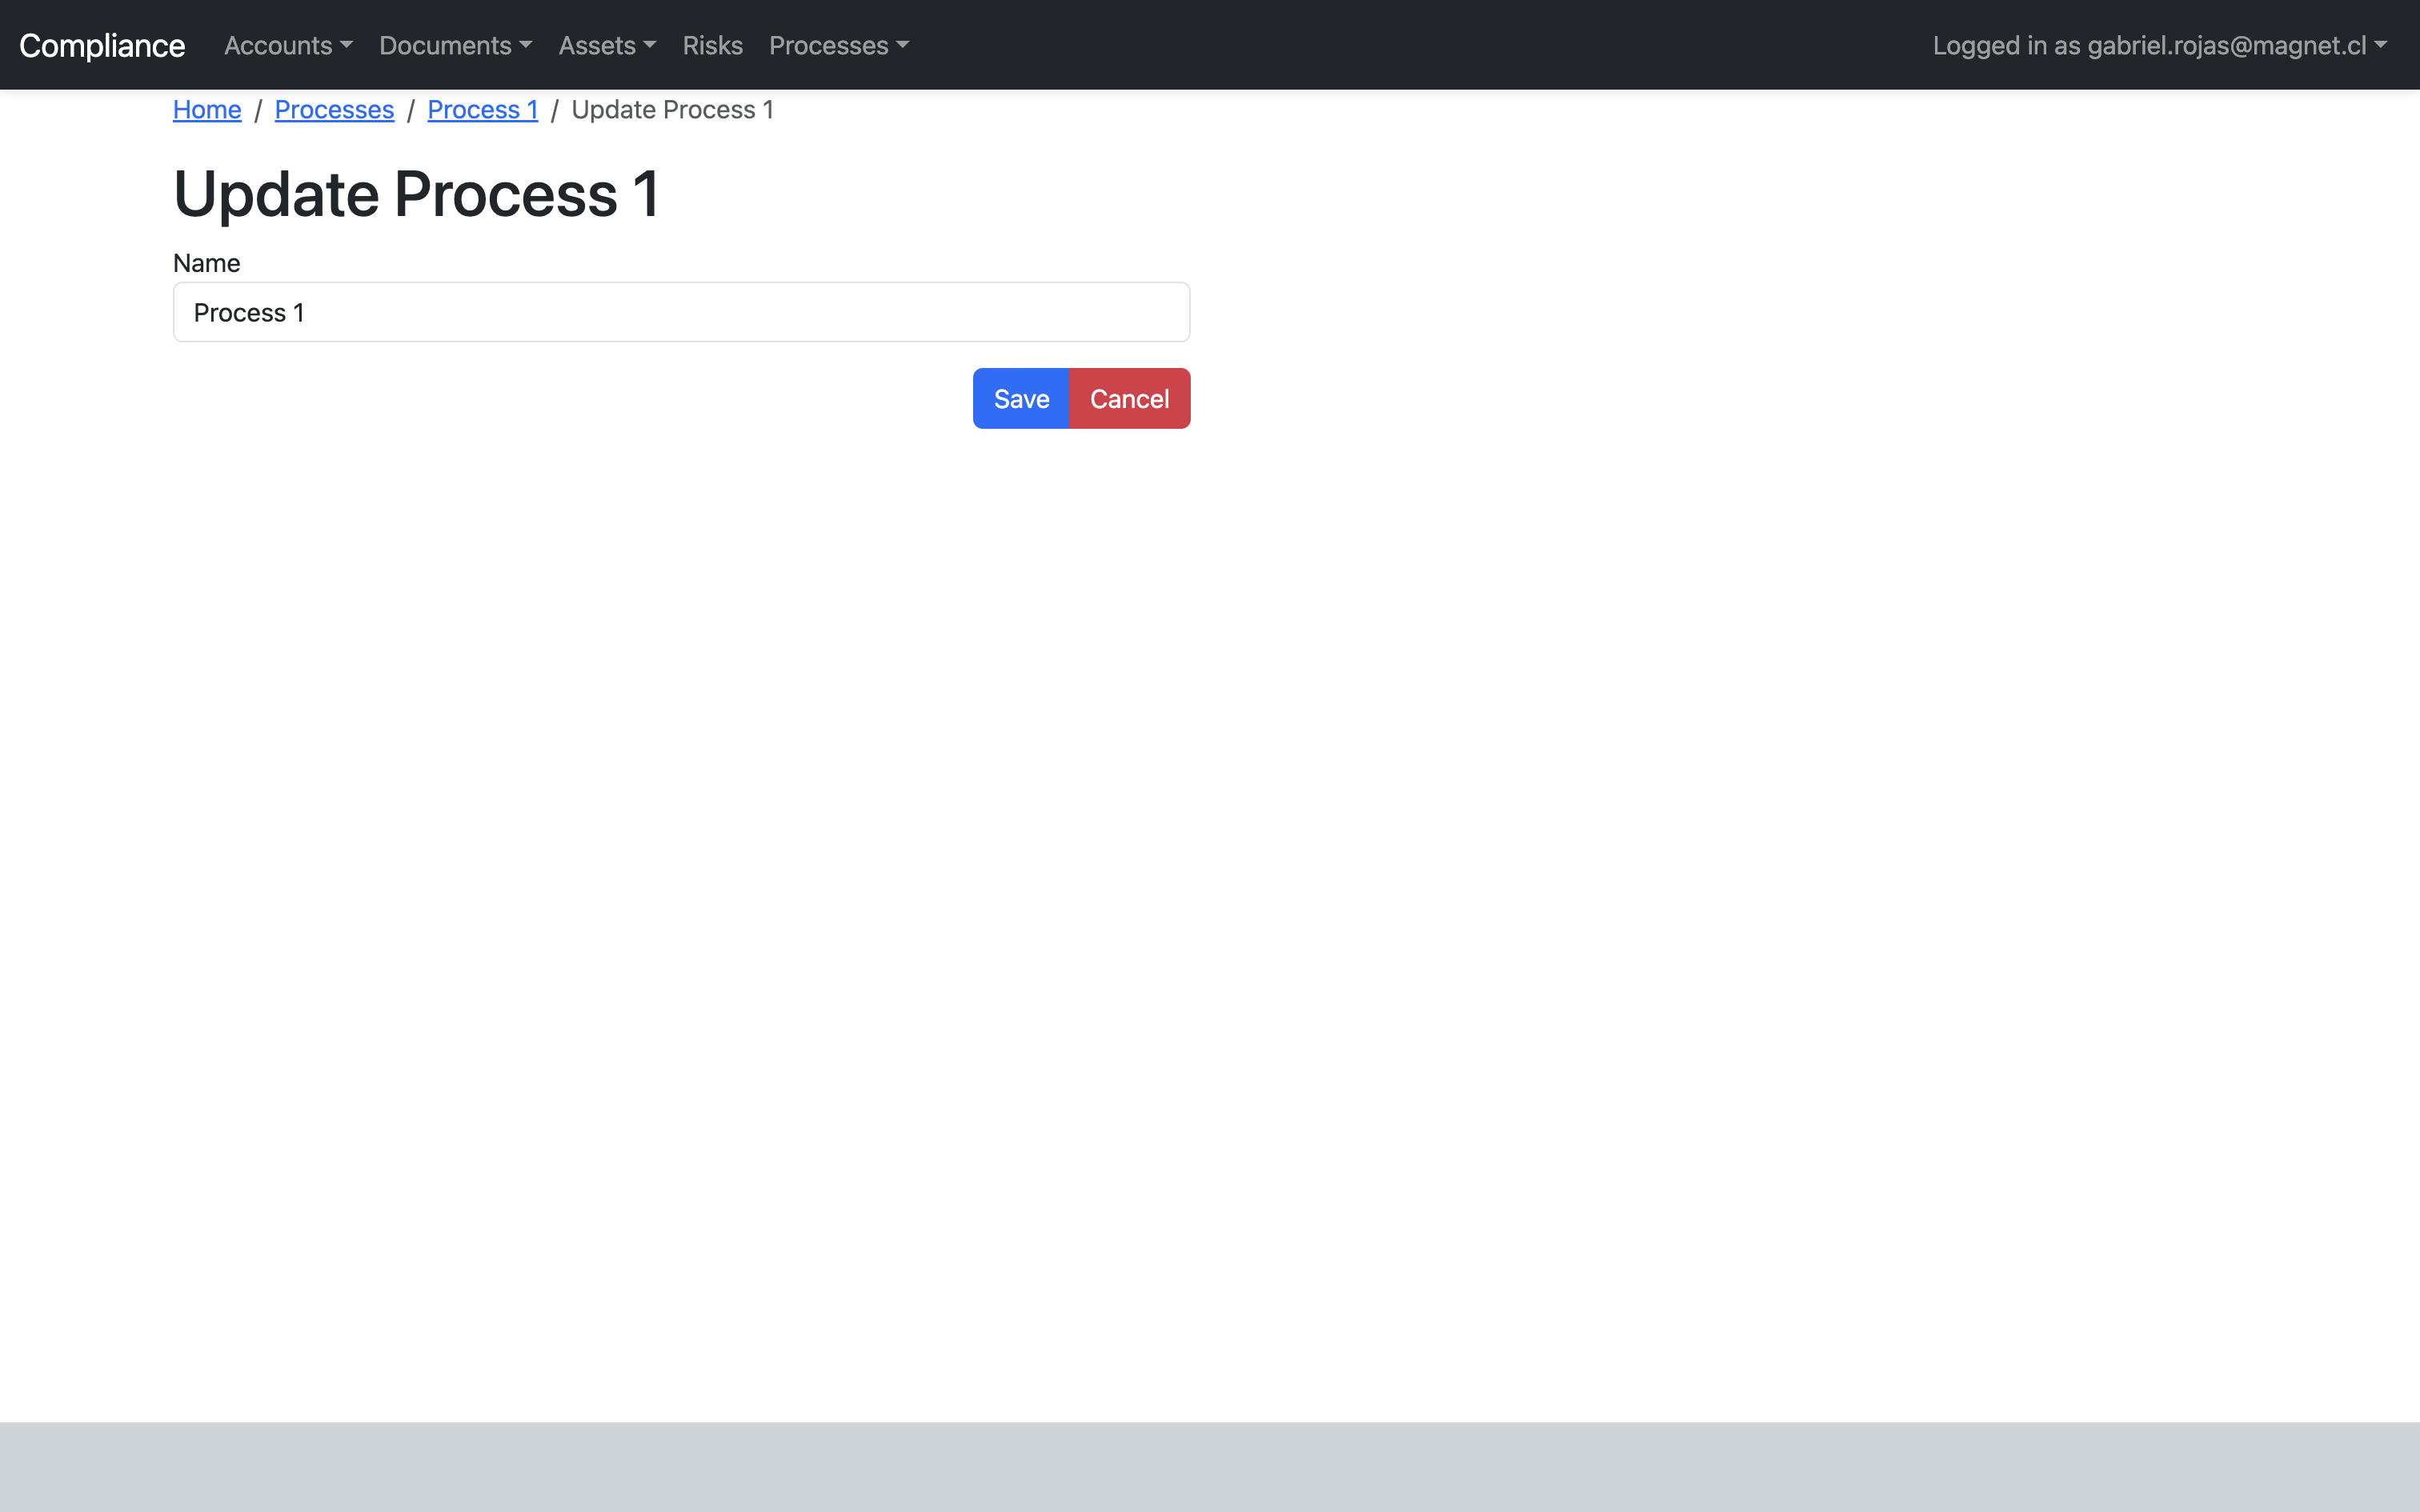 Compliance Accounts Documents Assets Risks Processes Logged in as gabriel.rojas@magnet.cl
Home / Processes / Process 1 / Update Process 1
Update Process 1
Name
Process 1
Save Cancel